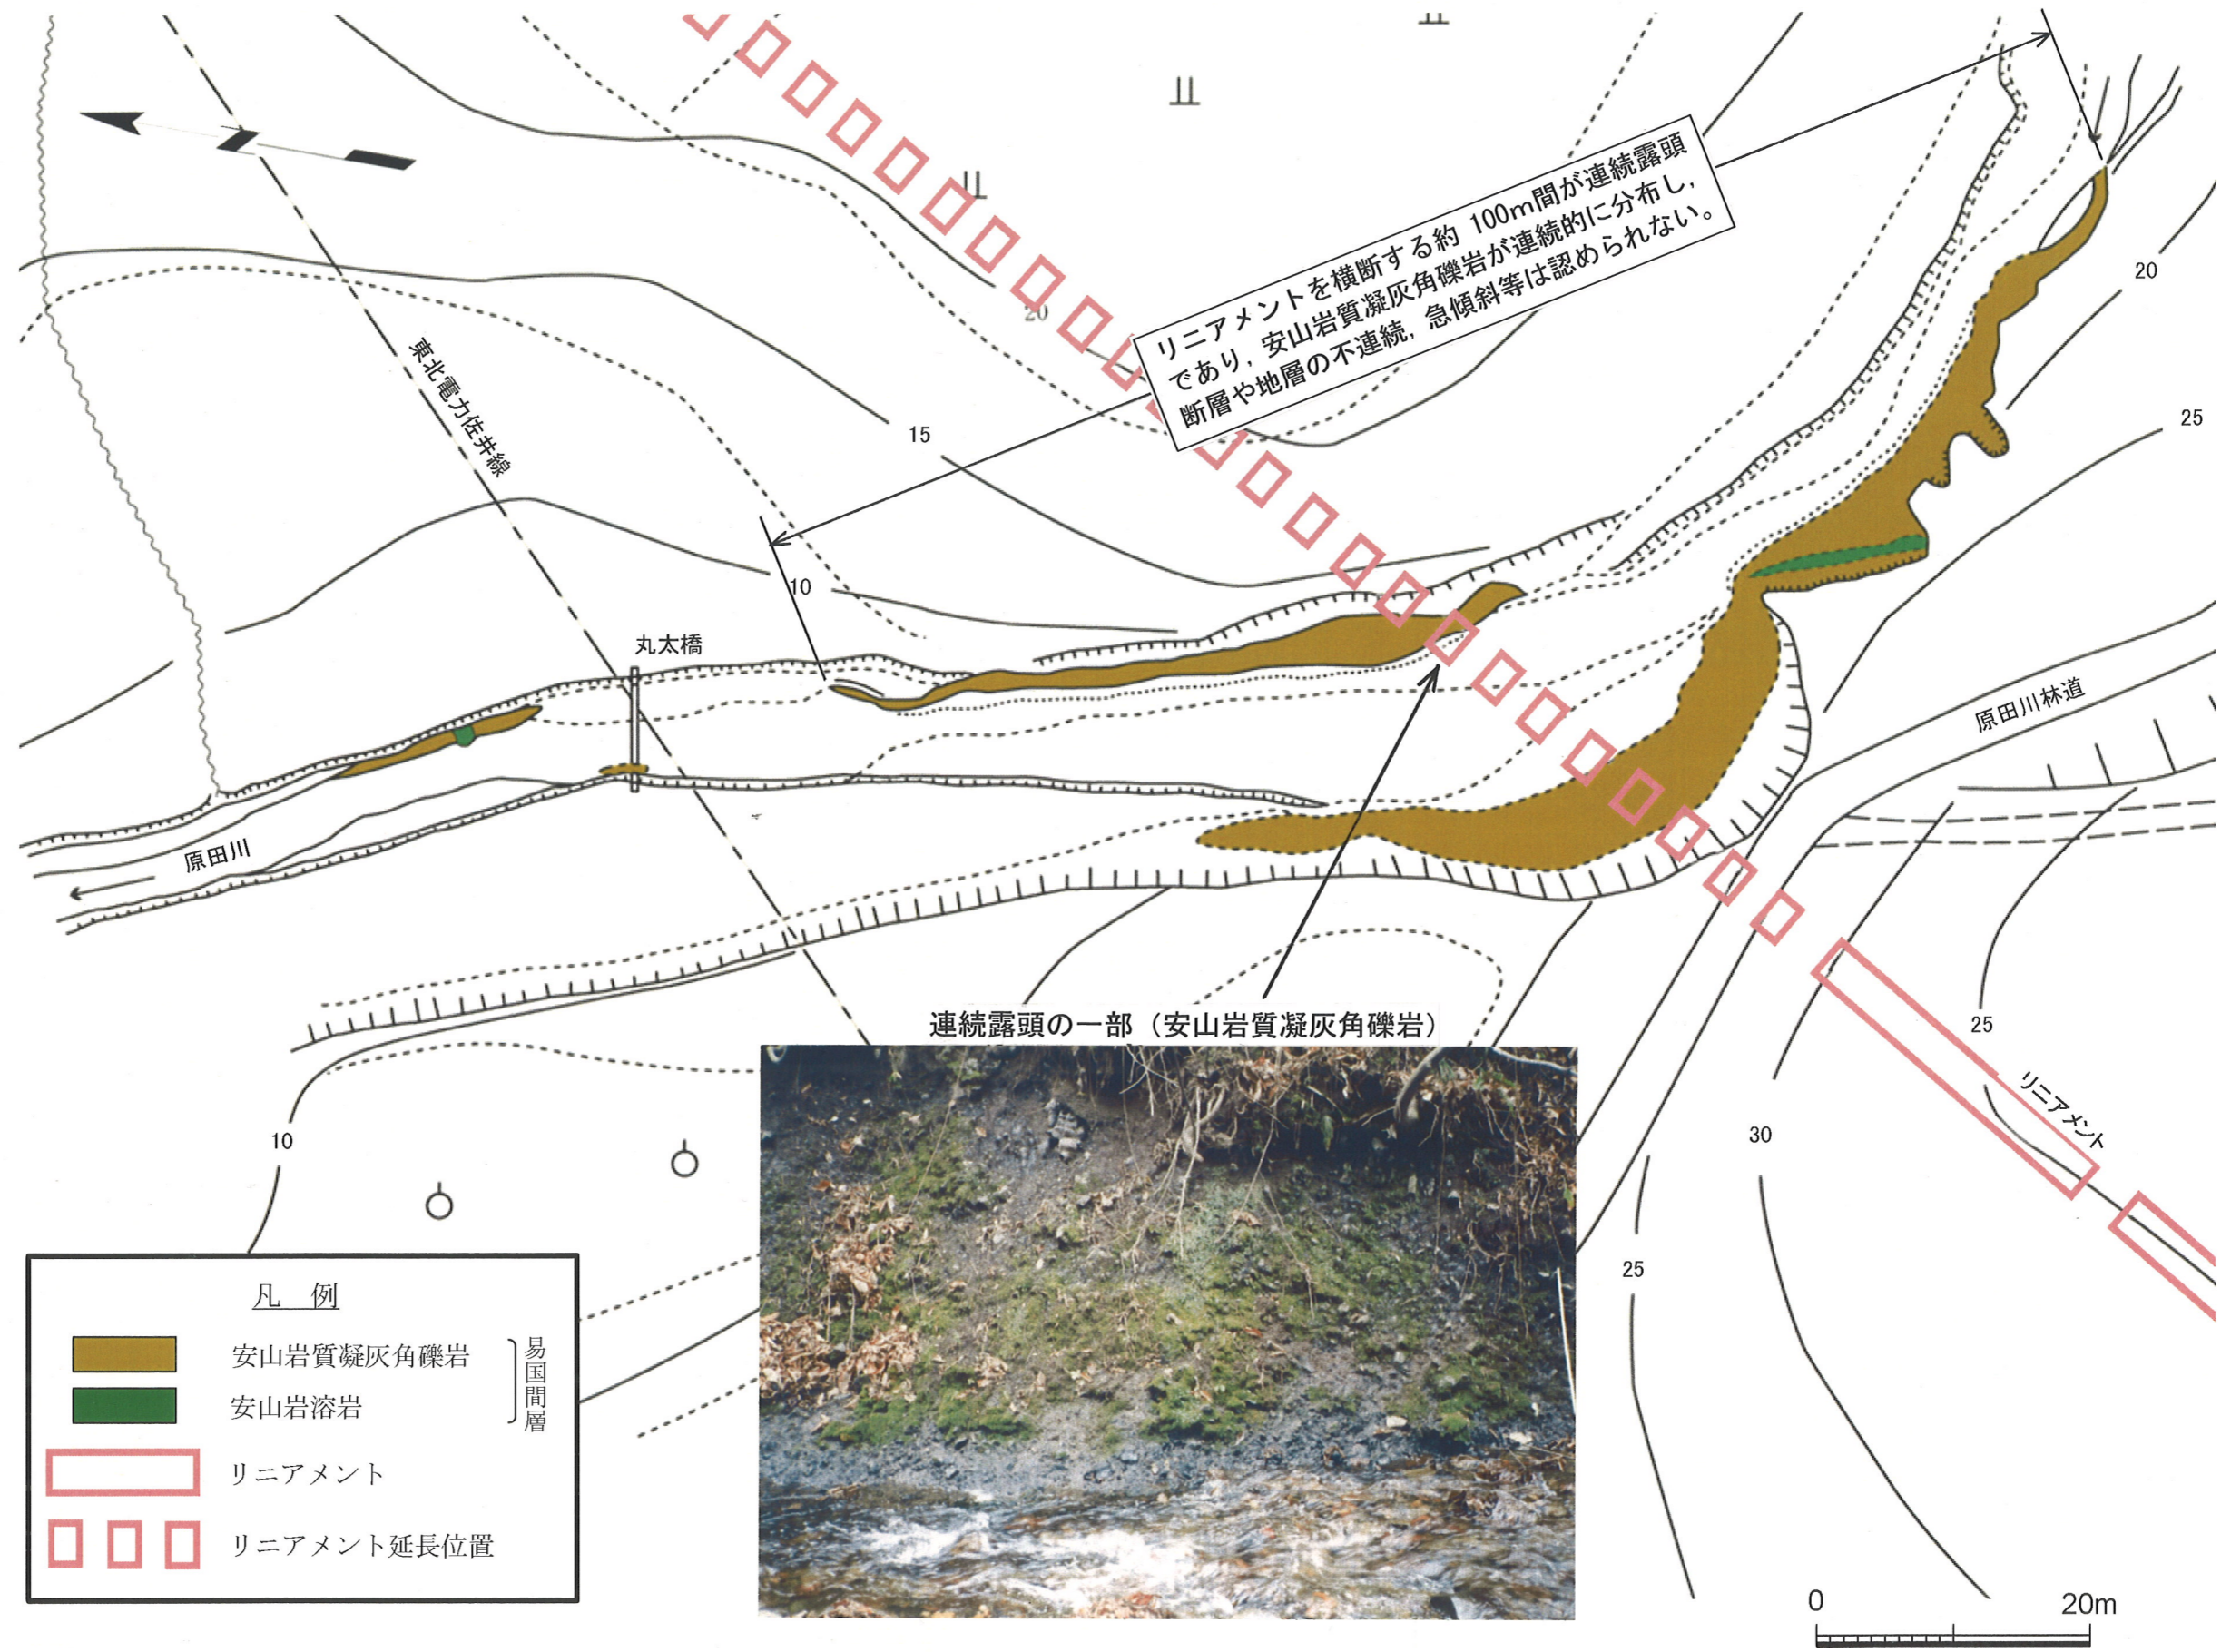 リニアメントを横断する約 100m間が連続露頭
であり, 安山岩質凝灰角礫岩が連続的に分布し,
断層や地層の不連続, 急傾斜等は認められない。
20
20
25
東北電力佐井線
15
10
丸太橋
原田川林道
原田川
連続露頭の一部（安山岩質凝灰角礫岩）
25
リニアメント
10
30
25
凡　例
安山岩質凝灰角礫岩
安山岩溶岩
易国間層
リニアメント
リニアメント延長位置
0 20m